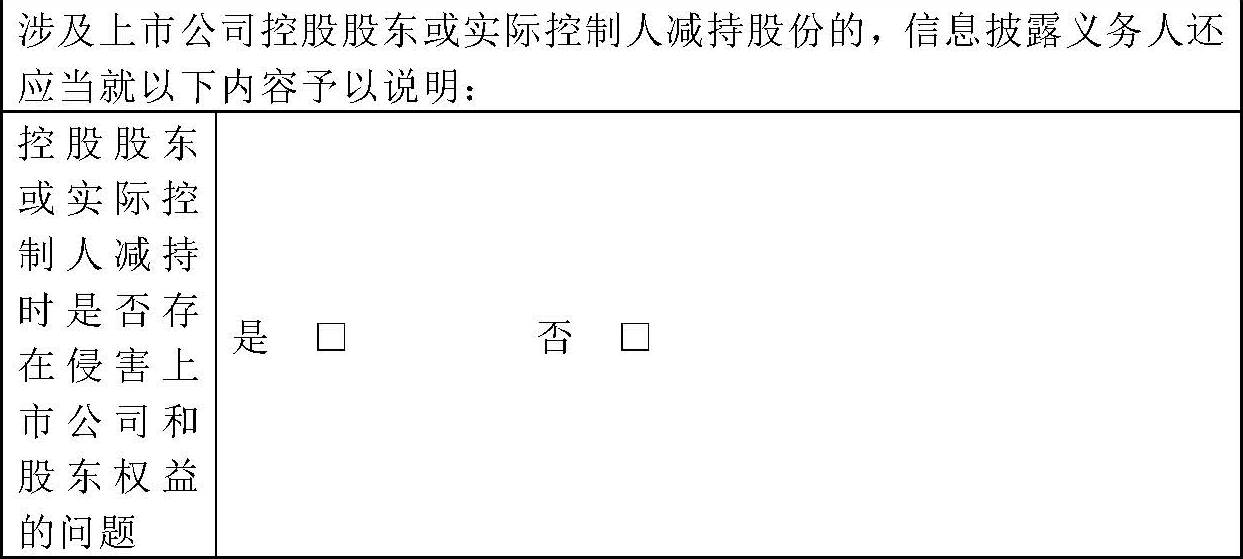 涉及上市公司控股股东或实际控制人减持股份的，信息披露义务人还
应当就以下内容予以说明：
控股股东
或实际控
制人减持
时是否存
在侵害上
市公司和
股东权益
的问题
是 □ 否 □